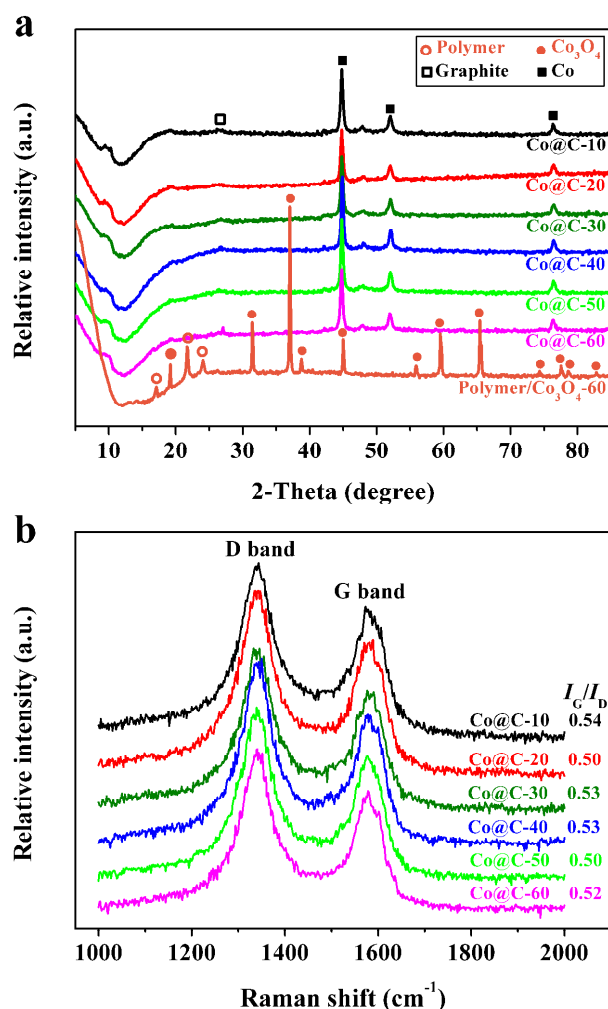 a
Polymer Co₃O₄
Graphite Co
Co@C-10
Co@C-20
Co@C-30
Co@C-40
Co@C-50
Co@C-60
Polymer/Co₃O₄-60
Relative intensity (a.u.)
10 20 30 40 50 60 70 80
2-Theta (degree)
b
D band
G band
I_G/I_D
Co@C-10 0.54
Co@C-20 0.50
Co@C-30 0.53
Co@C-40 0.53
Co@C-50 0.50
Co@C-60 0.52
Relative intensity (a.u.)
1000 1200 1400 1600 1800 2000
Raman shift (cm⁻¹)